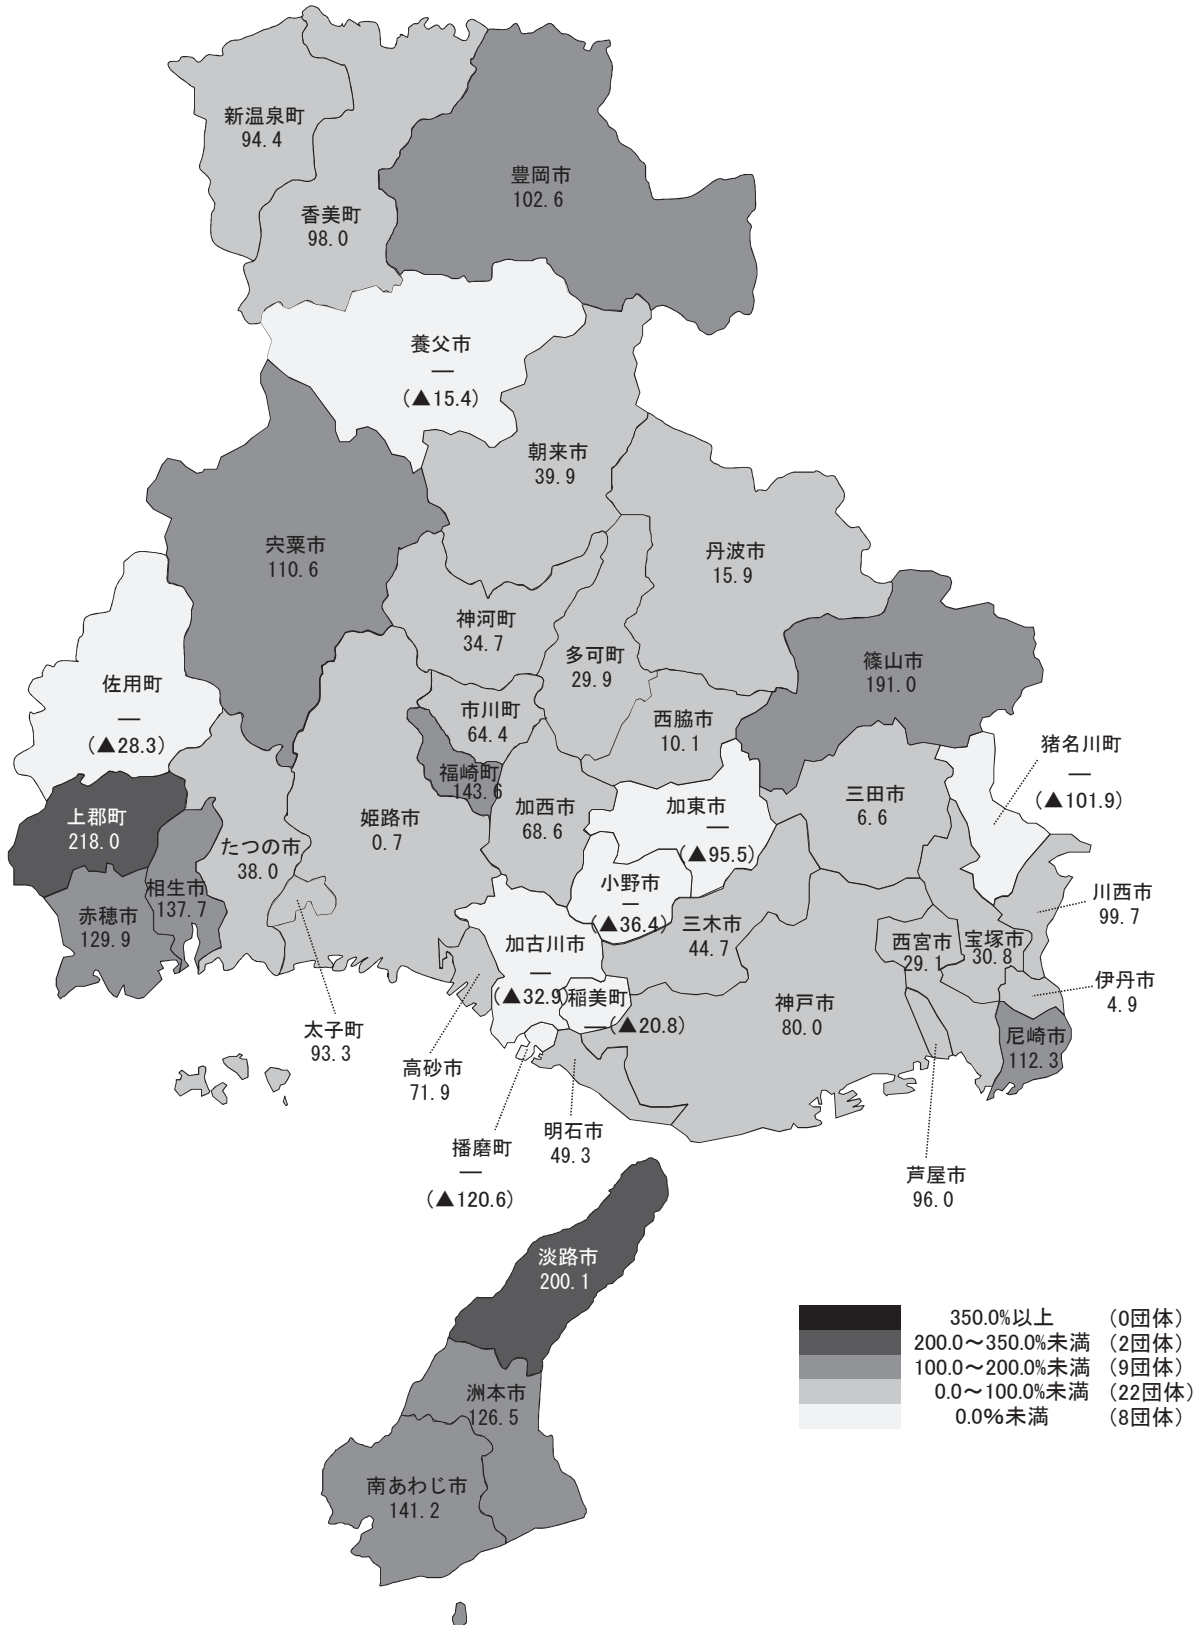 新温泉町
94.4
豊岡市
102.6
香美町
98.0
養父市
―
(▲15.4)
朝来市
39.9
宍粟市
110.6
丹波市
15.9
神河町
34.7
多可町
29.9
篠山市
191.0
佐用町
―
(▲28.3)
市川町
64.4
西脇市
10.1
猪名川町
―
(▲101.9)
福崎町
143.6
加西市
68.6
加東市
―
(▲95.5)
三田市
6.6
上郡町
218.0
姫路市
0.7
たつの市
38.0
小野市
―
(▲36.4)
相生市
137.7
赤穂市
129.9
三木市
44.7
川西市
99.7
西宮市
29.1
宝塚市
30.8
加古川市
―
(▲32.9)
稲美町
―(▲20.8)
伊丹市
4.9
神戸市
80.0
太子町
93.3
尼崎市
112.3
高砂市
71.9
播磨町
―
(▲120.6)
明石市
49.3
芦屋市
96.0
淡路市
200.1
洲本市
126.5
南あわじ市
141.2
350.0%以上 (0団体)
200.0～350.0%未満 (2団体)
100.0～200.0%未満 (9団体)
0.0～100.0%未満 (22団体)
0.0%未満 (8団体)